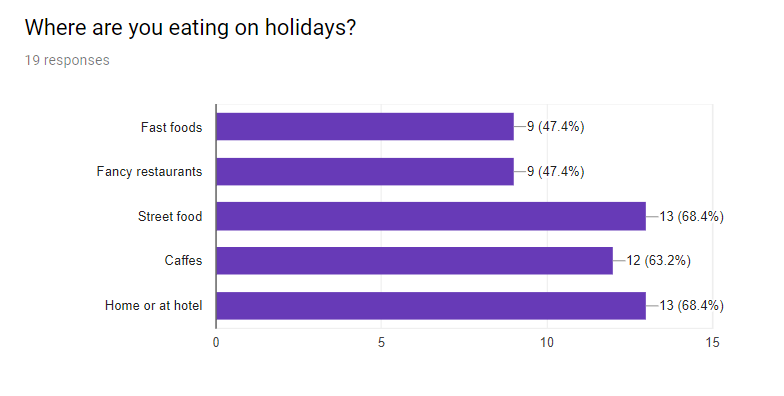 Where are you eating on holidays?
19 responses
Fast foods 9 (47.4%)
Fancy restaurants 9 (47.4%)
Street food 13 (68.4%)
Caffes 12 (63.2%)
Home or at hotel 13 (68.4%)
0 5 10 15